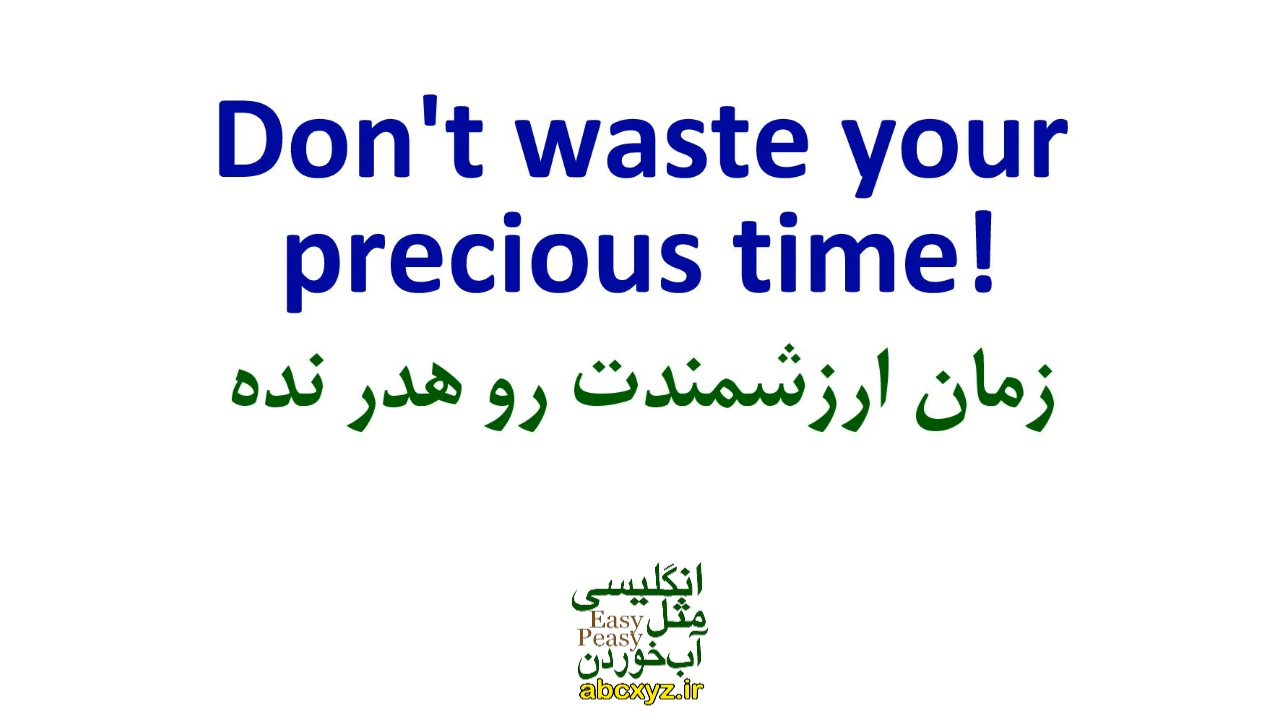 Don't waste your
precious time!
زمان ارزشمندت رو هدر نده
انگلیسی
مثل
Easy
Peasy
آب‌خوردن
abcxyz.ir